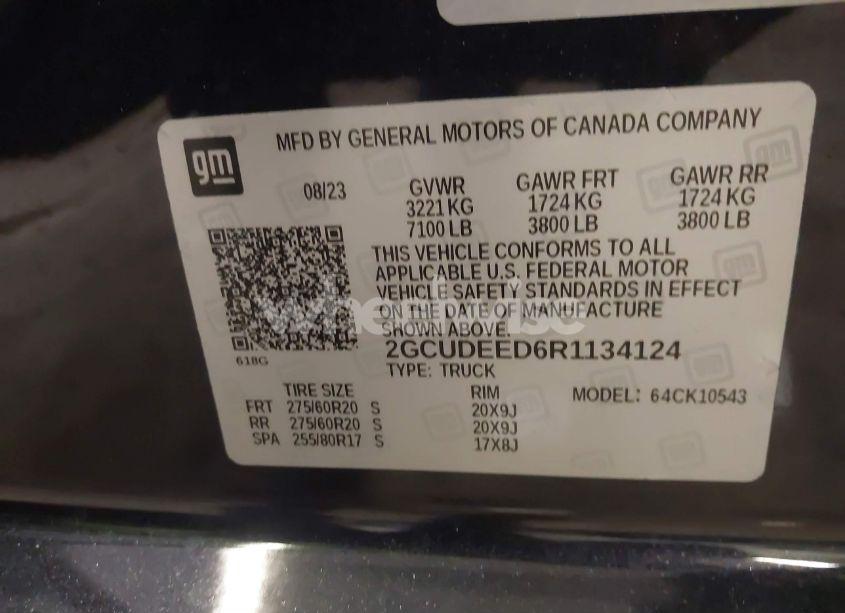 gm
MFD BY GENERAL MOTORS OF CANADA COMPANY
08/23 GVWR GAWR FRT GAWR RR
3221 KG 1724 KG 1724 KG
7100 LB 3800 LB 3800 LB
THIS VEHICLE CONFORMS TO ALL
APPLICABLE U.S. FEDERAL MOTOR
VEHICLE SAFETY STANDARDS IN EFFECT
ON THE DATE OF MANUFACTURE
SHOWN ABOVE.
618G
2GCUDEED6R1134124
TYPE: TRUCK
TIRE SIZE RIM MODEL: 64CK10543
FRT 275/60R20 S 20X9J
RR 275/60R20 S 20X9J
SPA 255/80R17 S 17X8J